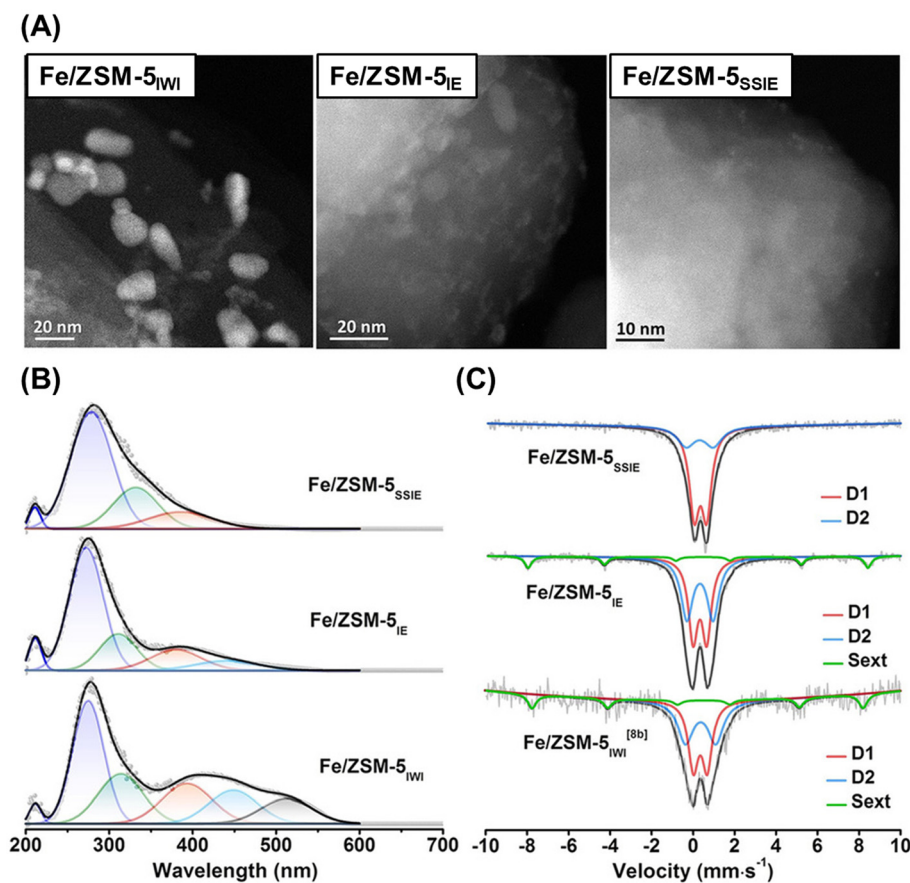 (A)
Fe/ZSM-5IWI
Fe/ZSM-5IE
Fe/ZSM-5SSIE
20 nm
20 nm
10 nm
(B)
Fe/ZSM-5SSIE
Fe/ZSM-5IE
Fe/ZSM-5IWI
200 300 400 500 600 700
Wavelength (nm)
(C)
Fe/ZSM-5SSIE
D1
D2
Fe/ZSM-5IE
D1
D2
Sext
Fe/ZSM-5IWI[8b]
D1
D2
Sext
-10 -8 -6 -4 -2 0 2 4 6 8 10
Velocity (mm·s-1)